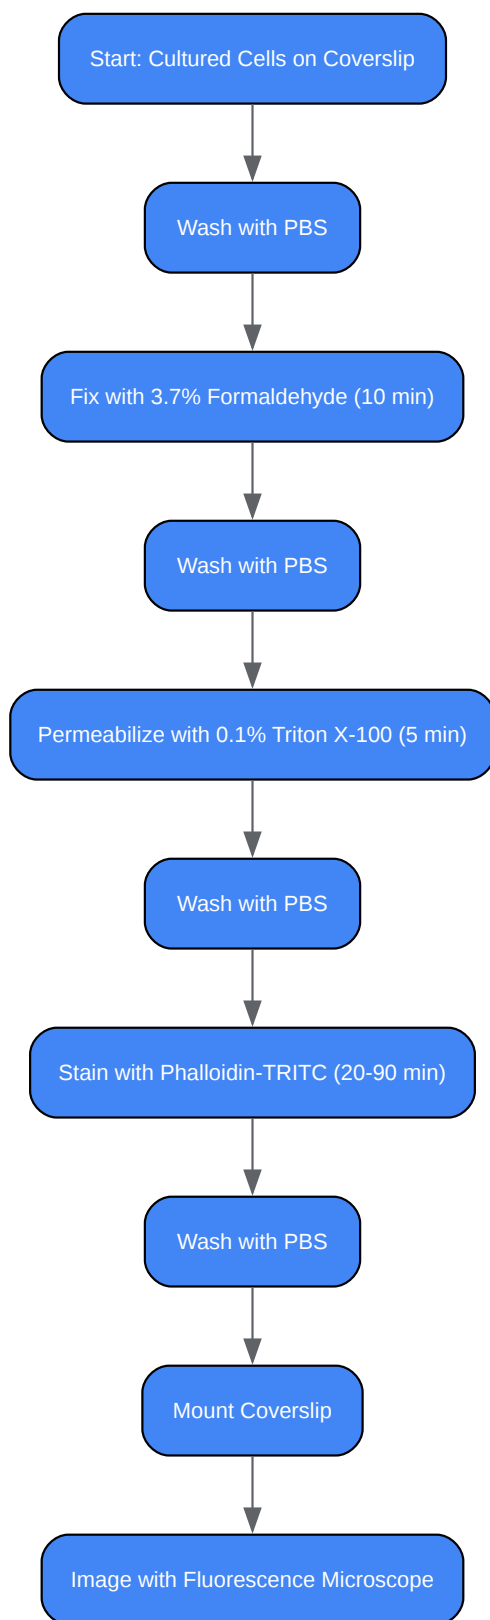 Start: Cultured Cells on Coverslip
Wash with PBS
Fix with 3.7% Formaldehyde (10 min)
Wash with PBS
Permeabilize with 0.1% Triton X-100 (5 min)
Wash with PBS
Stain with Phalloidin-TRITC (20-90 min)
Wash with PBS
Mount Coverslip
Image with Fluorescence Microscope